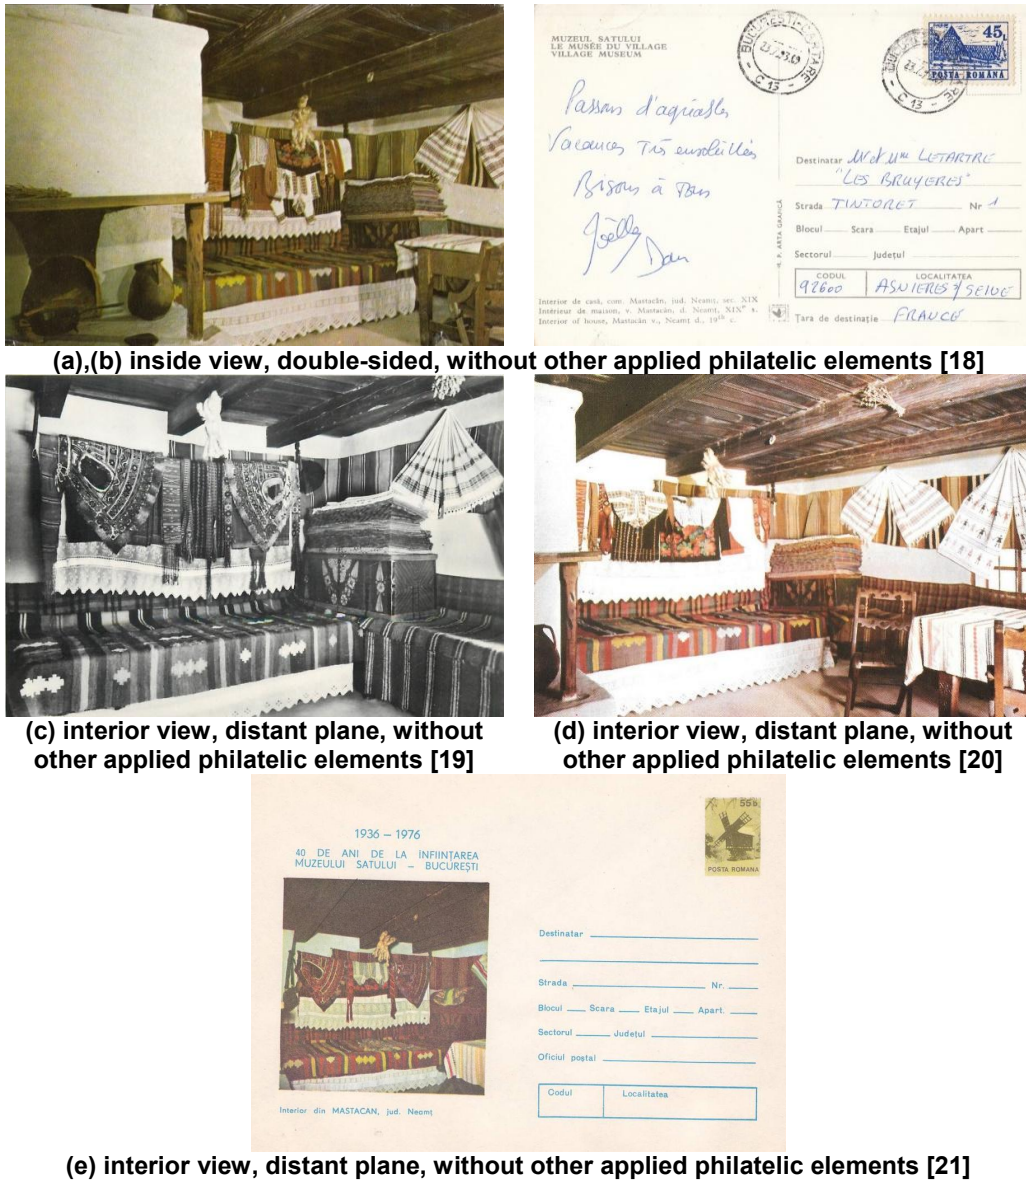 MUZEUL SATULUI
LE MUSÉE DU VILLAGE
VILLAGE MUSEUM
BUCUREȘTI-CARTARE
- C 13 -
45L
POSTA ROMÂNA
- C 13 -
Passons d'agréables
Vacances Très ensoleillées
Bisous à Tous
Joëlle
Dan
Destinatar M et Mme LETARTRE
"LES BRUYERES"
Strada TINTORET Nr 1
Blocul Scara Etajul Apart
Sectorul Județul
CODUL LOCALITATEA
92600 ASNIERES S/ SEINE
Țara de destinație FRANCE
I. P. ARTA GRAFICĂ
Interior de casă, com. Mastacăn, jud. Neamț, sec. XIX
Intérieur de maison, v. Mastacăn, d. Neamț, XIXe s.
Interior of house, Mastacăn v., Neamț d., 19th c.
(a),(b) inside view, double-sided, without other applied philatelic elements [18]
(c) interior view, distant plane, without
other applied philatelic elements [19]
(d) interior view, distant plane, without
other applied philatelic elements [20]
1936 – 1976
40 DE ANI DE LA ÎNFIINȚAREA
MUZEULUI SATULUI – BUCUREȘTI
55B
POSTA ROMANA
Destinatar
Strada Nr.
Blocul Scara Etajul Apart.
Sectorul Județul
Oficiul poștal
Codul Localitatea
Interior din MASTACAN, jud. Neamț
(e) interior view, distant plane, without other applied philatelic elements [21]